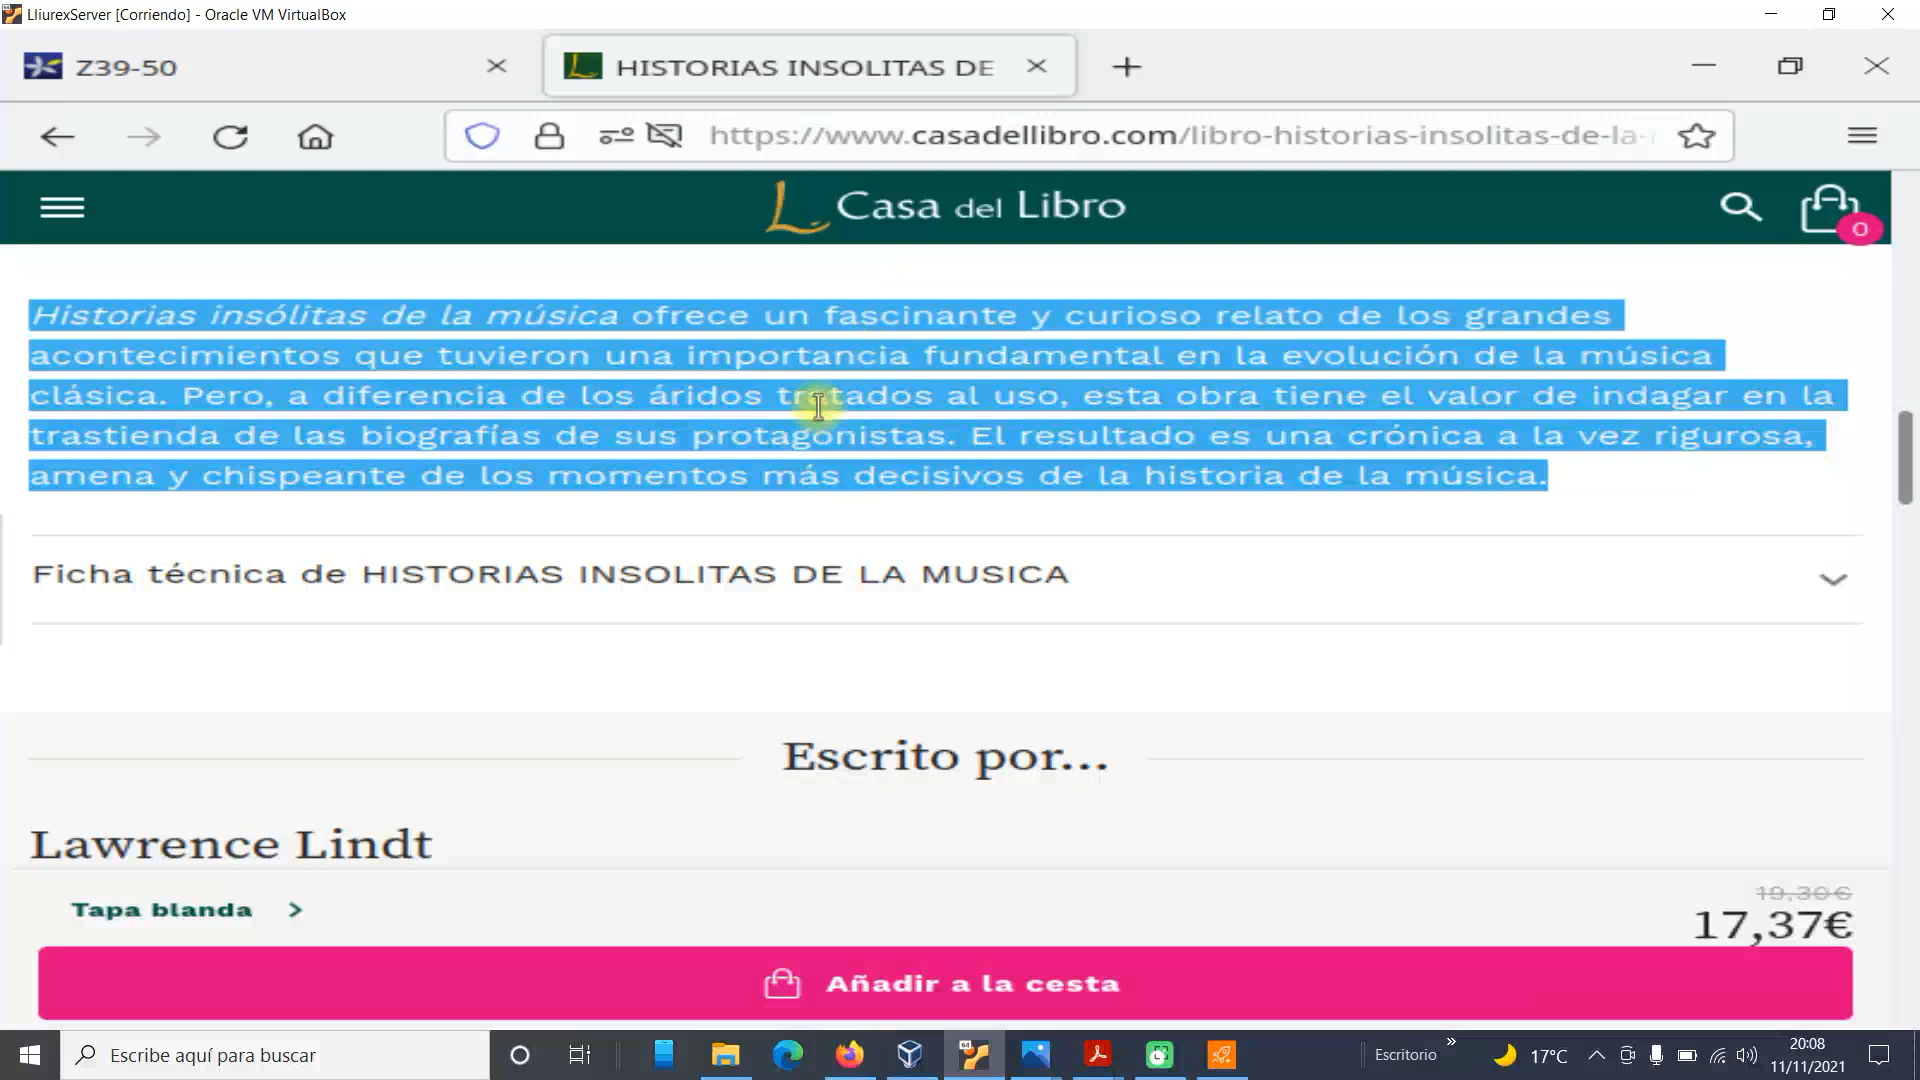 LliurexServer [Corriendo] - Oracle VM VirtualBox
Z39-50
HISTORIAS INSOLITAS DE
https://www.casadellibro.com/libro-historias-insolitas-de-la-
Casa del Libro
0
Historias insólitas de la música ofrece un fascinante y curioso relato de los grandes
acontecimientos que tuvieron una importancia fundamental en la evolución de la música
clásica. Pero, a diferencia de los áridos tratados al uso, esta obra tiene el valor de indagar en la
trastienda de las biografías de sus protagonistas. El resultado es una crónica a la vez rigurosa,
amena y chispeante de los momentos más decisivos de la historia de la música.
Ficha técnica de HISTORIAS INSOLITAS DE LA MUSICA
Escrito por...
Lawrence Lindt
Tapa blanda
19,30€
17,37€
Añadir a la cesta
Escribe aquí para buscar
64
Escritorio
17°C
20:08
11/11/2021